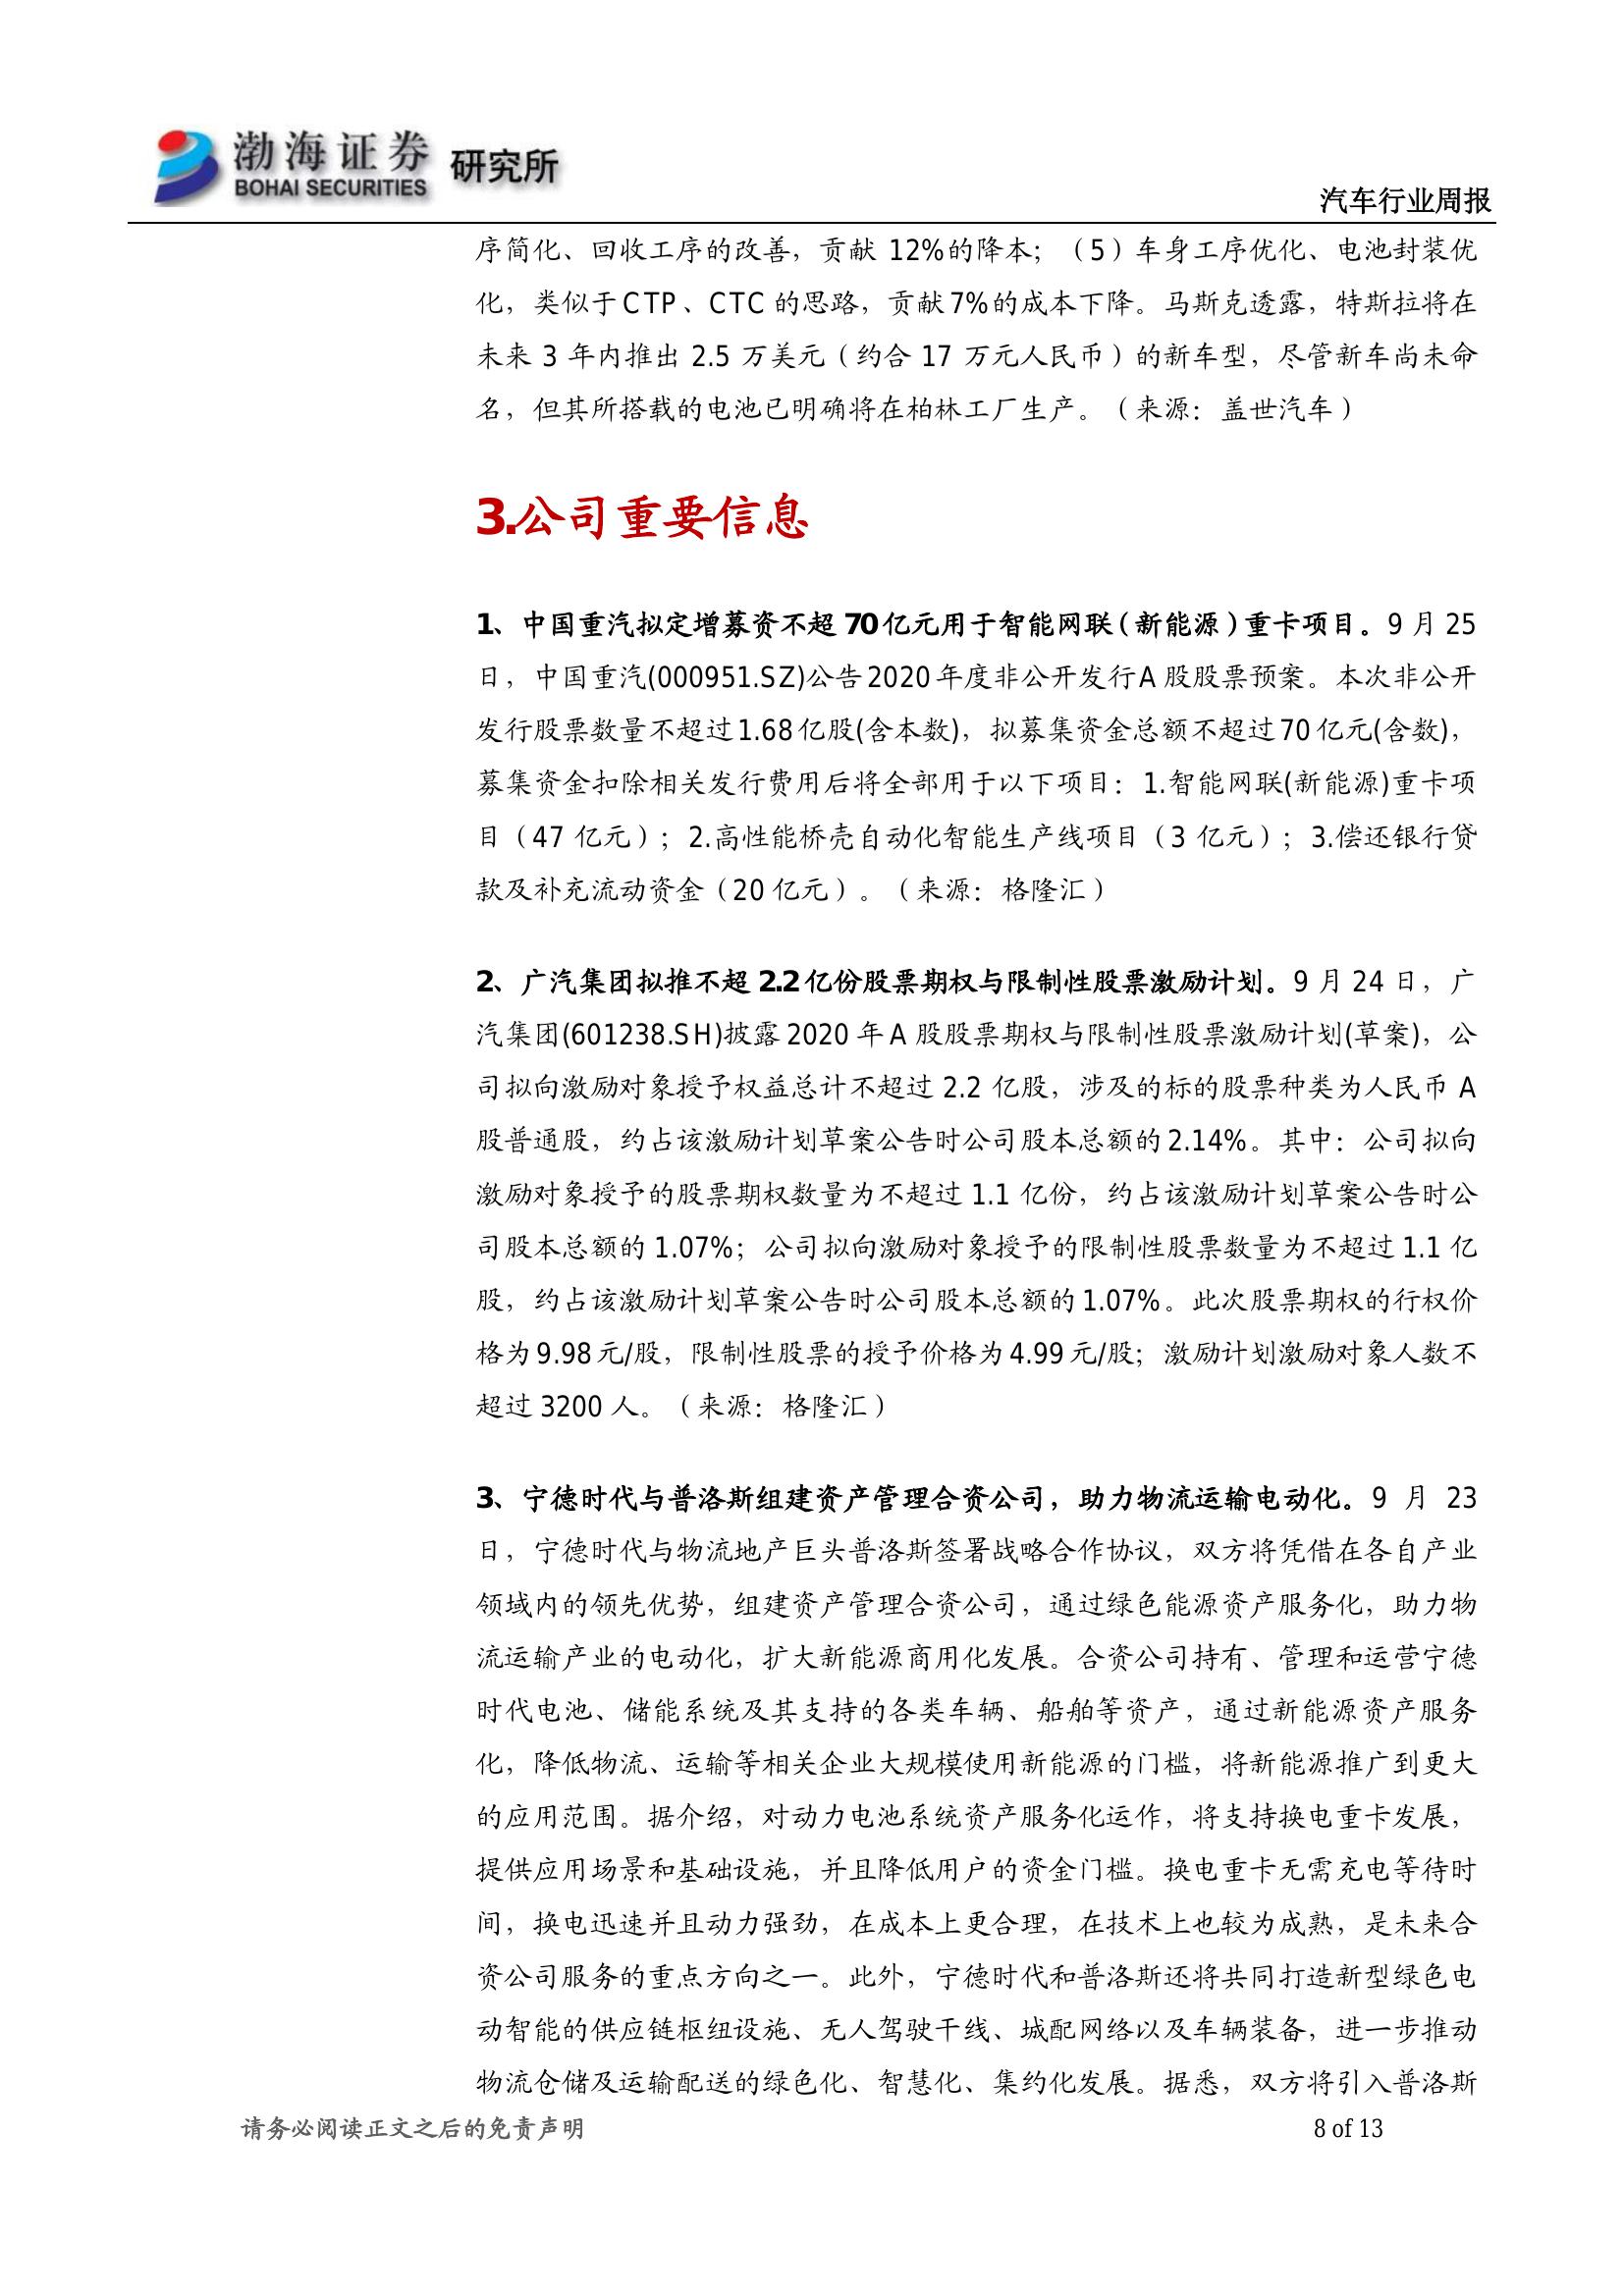 渤海证券 研究所
BOHAI SECURITIES
汽车行业周报
序简化、回收工序的改善，贡献 12%的降本；（5）车身工序优化、电池封装优
化，类似于 CTP、CTC 的思路，贡献 7%的成本下降。马斯克透露，特斯拉将在
未来 3 年内推出 2.5 万美元（约合 17 万元人民币）的新车型，尽管新车尚未命
名，但其所搭载的电池已明确将在柏林工厂生产。（来源：盖世汽车）
3.公司重要信息
1、中国重汽拟定增募资不超 70 亿元用于智能网联（新能源）重卡项目。9 月 25
日，中国重汽(000951.SZ)公告 2020 年度非公开发行 A 股股票预案。本次非公开
发行股票数量不超过 1.68 亿股(含本数)，拟募集资金总额不超过 70 亿元(含数)，
募集资金扣除相关发行费用后将全部用于以下项目：1.智能网联(新能源)重卡项
目（47 亿元）；2.高性能桥壳自动化智能生产线项目（3 亿元）；3.偿还银行贷
款及补充流动资金（20 亿元）。（来源：格隆汇）
2、广汽集团拟推不超 2.2 亿份股票期权与限制性股票激励计划。9 月 24 日，广
汽集团(601238.SH)披露 2020 年 A 股股票期权与限制性股票激励计划(草案)，公
司拟向激励对象授予权益总计不超过 2.2 亿股，涉及的标的股票种类为人民币 A
股普通股，约占该激励计划草案公告时公司股本总额的 2.14%。其中：公司拟向
激励对象授予的股票期权数量为不超过 1.1 亿份，约占该激励计划草案公告时公
司股本总额的 1.07%；公司拟向激励对象授予的限制性股票数量为不超过 1.1 亿
股，约占该激励计划草案公告时公司股本总额的 1.07%。此次股票期权的行权价
格为 9.98 元/股，限制性股票的授予价格为 4.99 元/股；激励计划激励对象人数不
超过 3200 人。（来源：格隆汇）
3、宁德时代与普洛斯组建资产管理合资公司，助力物流运输电动化。9 月 23
日，宁德时代与物流地产巨头普洛斯签署战略合作协议，双方将凭借在各自产业
领域内的领先优势，组建资产管理合资公司，通过绿色能源资产服务化，助力物
流运输产业的电动化，扩大新能源商用化发展。合资公司持有、管理和运营宁德
时代电池、储能系统及其支持的各类车辆、船舶等资产，通过新能源资产服务
化，降低物流、运输等相关企业大规模使用新能源的门槛，将新能源推广到更大
的应用范围。据介绍，对动力电池系统资产服务化运作，将支持换电重卡发展，
提供应用场景和基础设施，并且降低用户的资金门槛。换电重卡无需充电等待时
间，换电迅速并且动力强劲，在成本上更合理，在技术上也较为成熟，是未来合
资公司服务的重点方向之一。此外，宁德时代和普洛斯还将共同打造新型绿色电
动智能的供应链枢纽设施、无人驾驶干线、城配网络以及车辆装备，进一步推动
物流仓储及运输配送的绿色化、智慧化、集约化发展。据悉，双方将引入普洛斯
请务必阅读正文之后的免责声明
8 of 13